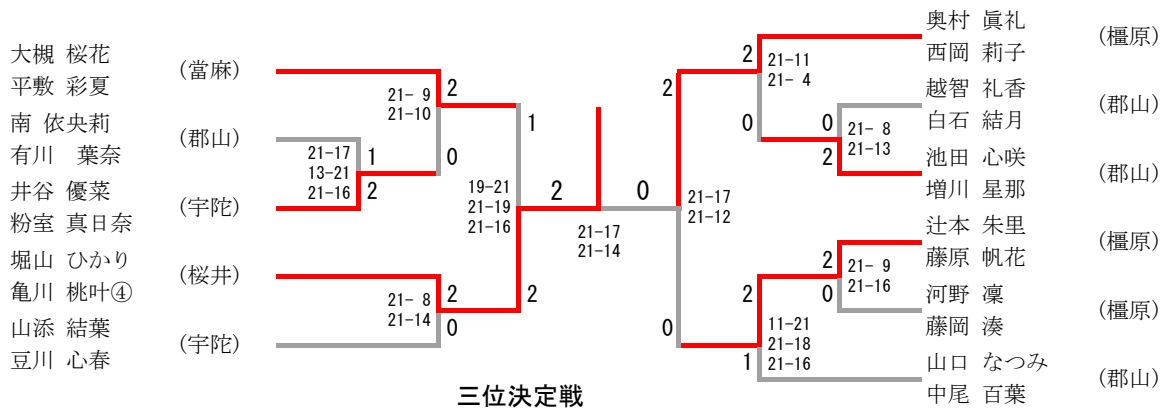 大槻 桜花
平敷 彩夏
(當麻)
南 依央莉
有川　葉奈
(郡山)
井谷 優菜
粉室 真日奈
(宇陀)
堀山 ひかり
亀川 桃叶④
(桜井)
山添 結葉
豆川 心春
(宇陀)
21-17
13-21
21-16
1
2
21- 9
21-10
2
0
21- 8
21-14
2
0
19-21
21-19
21-16
1
2
2
0
21-17
21-14
21-17
21-12
2
0
21-11
21- 4
2
0
21- 8
21-13
0
2
21- 9
21-16
2
0
11-21
21-18
21-16
2
1
奥村 眞礼
西岡 莉子
(橿原)
越智 礼香
白石 結月
(郡山)
池田 心咲
増川 星那
(郡山)
辻本 朱里
藤原 帆花
(橿原)
河野 凜
藤岡 湊
(橿原)
山口 なつみ
中尾 百葉
(郡山)
三位決定戦